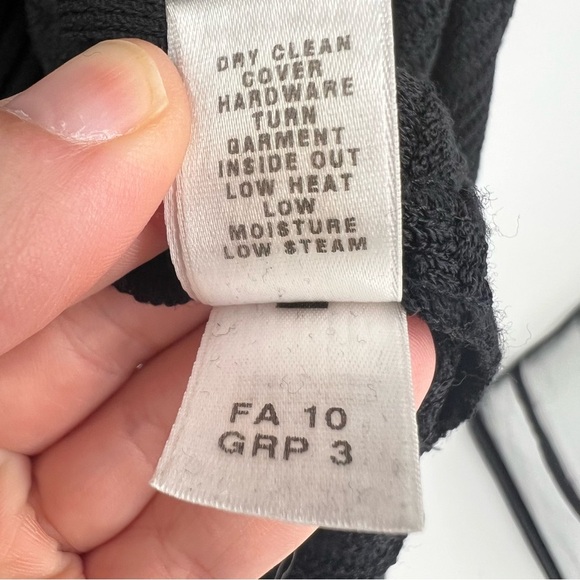 DRY CLEAN
COVER
HARDWARE
TURN
GARMENT
INSIDE OUT
LOW HEAT
LOW
MOISTURE
LOW STEAM
FA 10
GRP 3